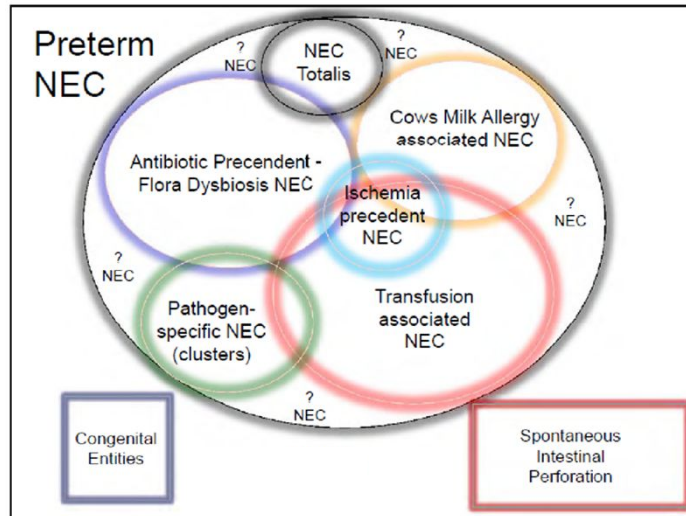 Preterm
NEC
?
NEC
NEC
Totalis
?
NEC
Cows Milk Allergy
associated NEC
Antibiotic Precendent -
Flora Dysbiosis NEC
Ischemia
precedent
NEC
?
NEC
?
NEC
Pathogen-
specific NEC
(clusters)
Transfusion
associated
NEC
?
NEC
Congenital
Entities
Spontaneous
Intestinal
Perforation